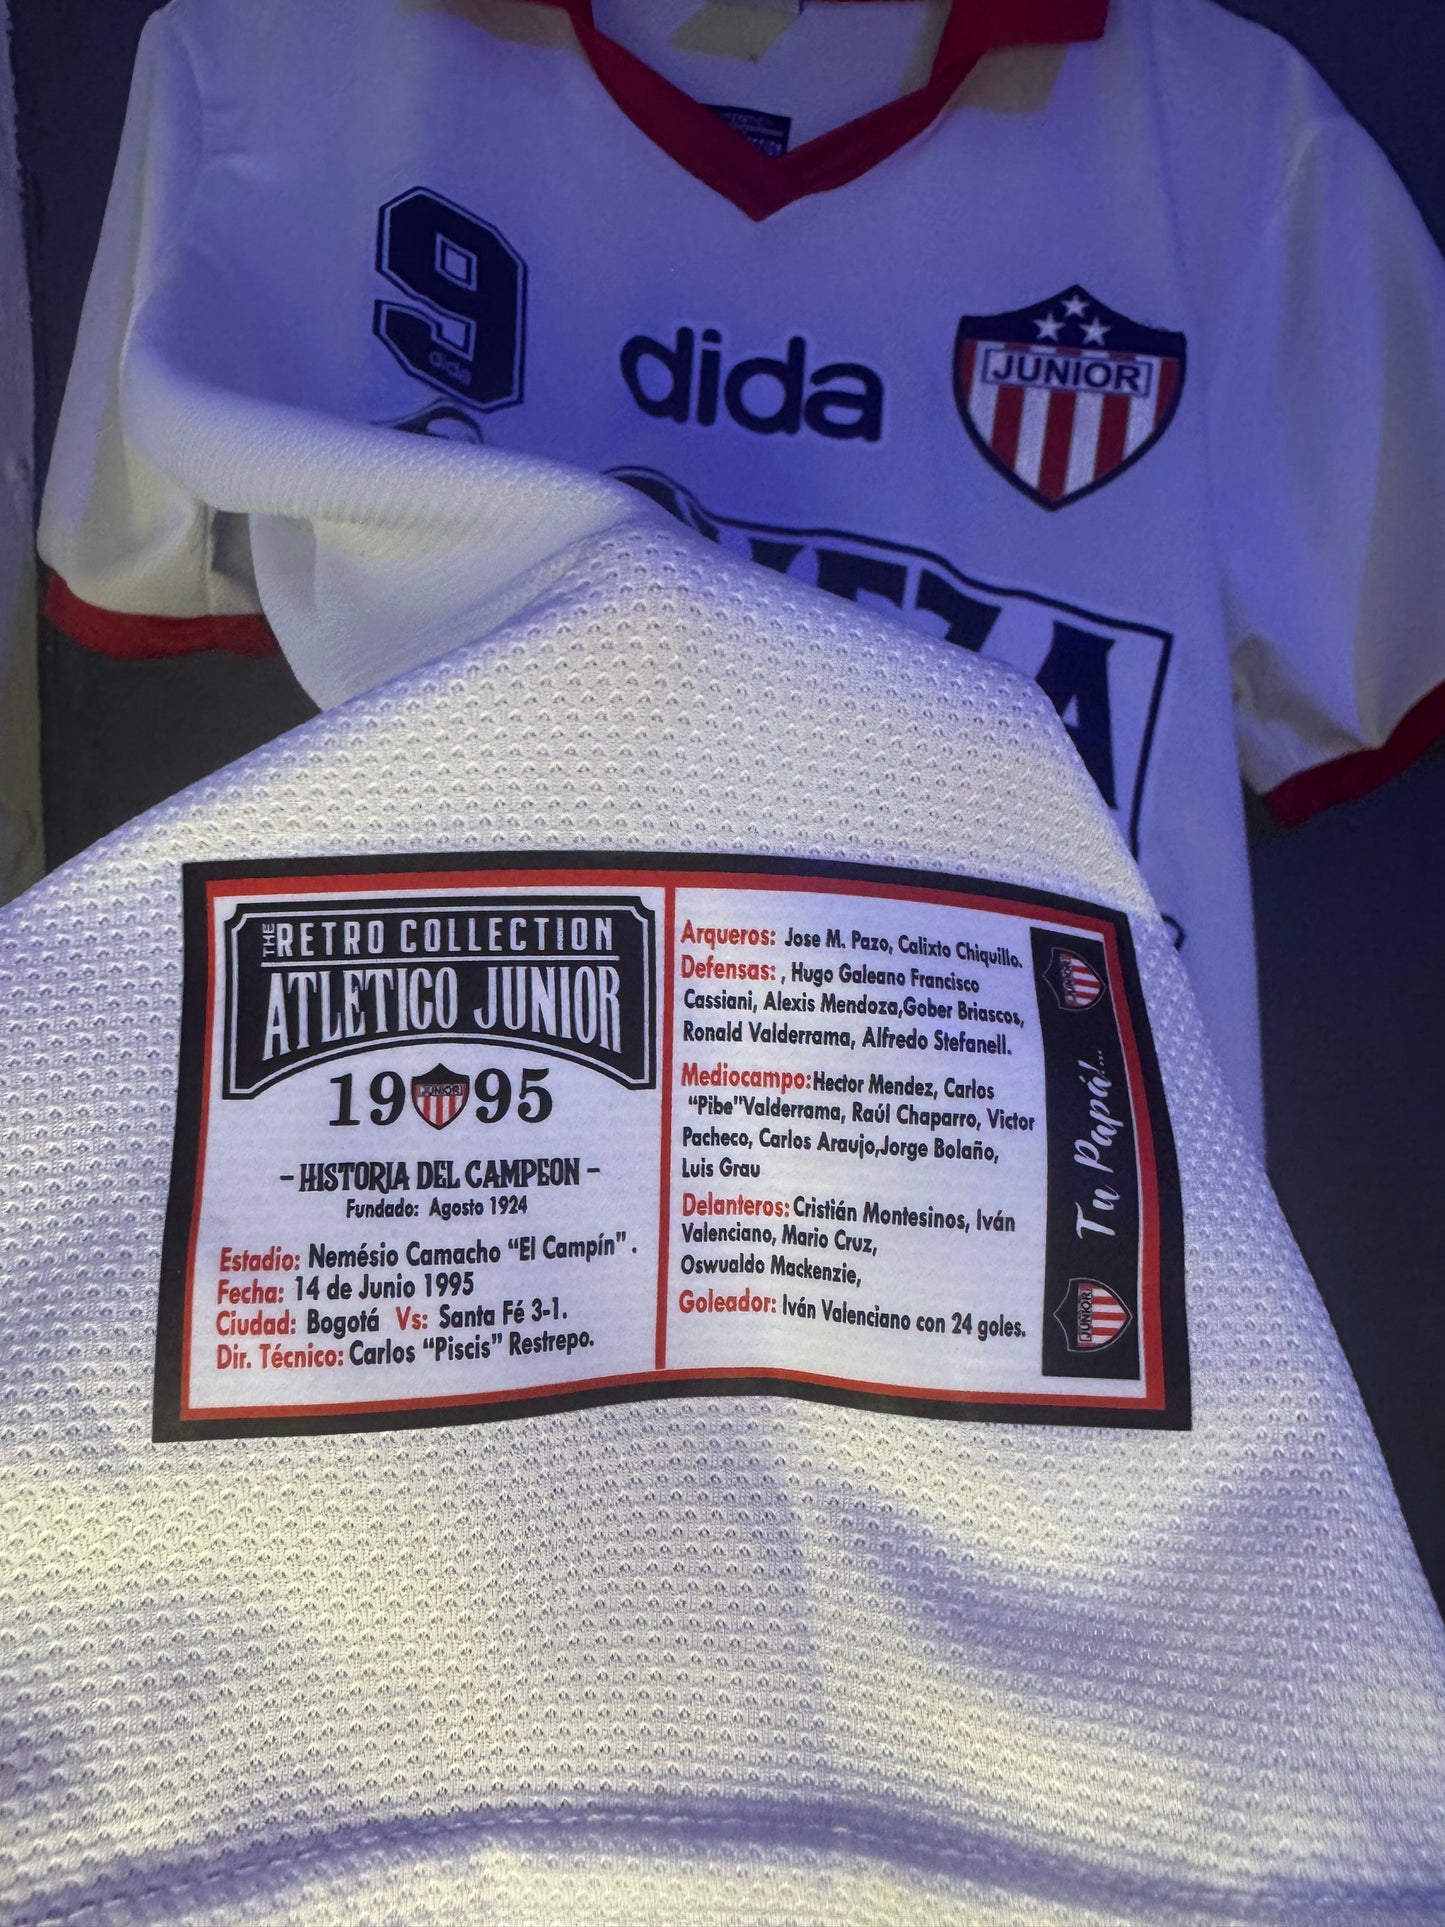 9
dida
dida
JUNIOR
THE RETRO COLLECTION
ATLETICO JUNIOR
19 JUNIOR 95
- HISTORIA DEL CAMPEON -
Fundado: Agosto 1924
Estadio: Nemésio Camacho “El Campín”.
Fecha: 14 de Junio 1995
Ciudad: Bogotá Vs: Santa Fé 3-1.
Dir. Técnico: Carlos “Piscis” Restrepo.
Arqueros: Jose M. Pazo, Calixto Chiquillo.
Defensas: , Hugo Galeano Francisco
Cassiani, Alexis Mendoza,Gober Briascos,
Ronald Valderrama, Alfredo Stefanell.
Mediocampo:Hector Mendez, Carlos
“Pibe”Valderrama, Raúl Chaparro, Victor
Pacheco, Carlos Araujo,Jorge Bolaño,
Luis Grau
Delanteros: Cristián Montesinos, Iván
Valenciano, Mario Cruz,
Oswualdo Mackenzie,
Goleador: Iván Valenciano con 24 goles.
JUNIOR
Tu Papá!...
JUNIOR